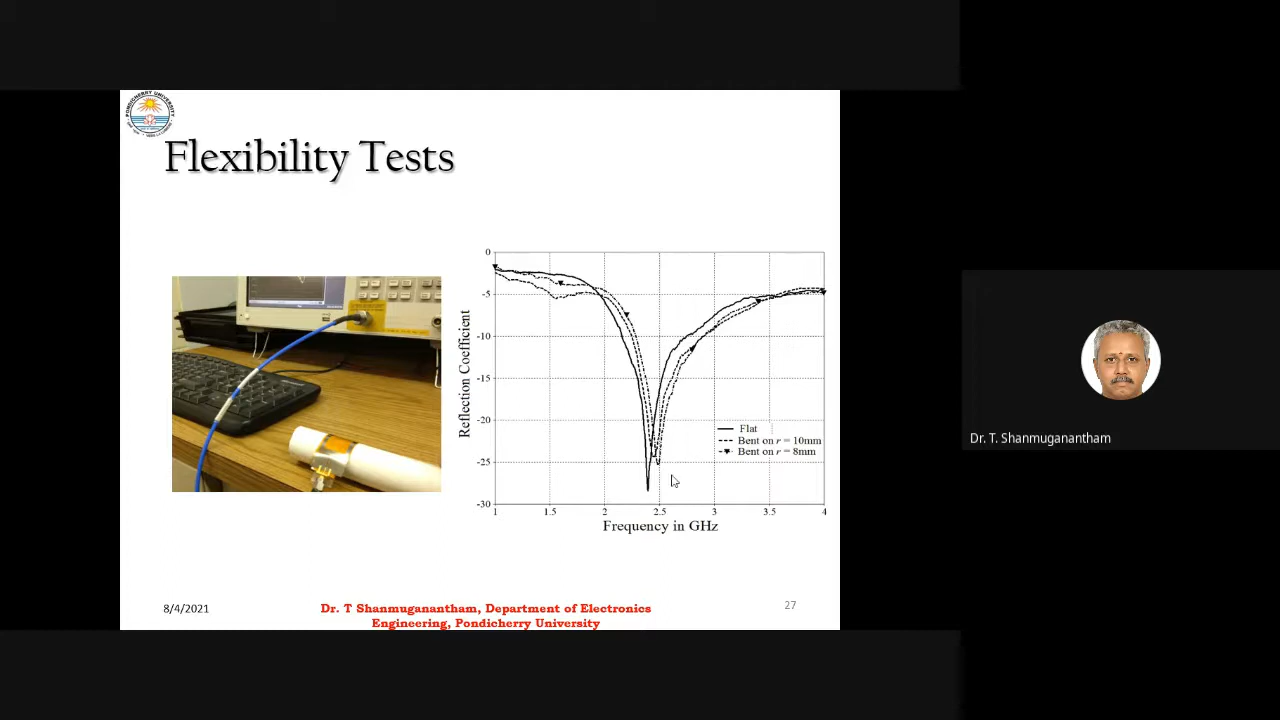 PONDICHERRY UNIVERSITY
Flexibility Tests
Reflection Coefficient
0
-5
-10
-15
-20
-25
-30
1
1.5
2
2.5
3
3.5
4
Frequency in GHz
Flat
Bent on r = 10mm
Bent on r = 8mm
Dr. T. Shanmuganantham
8/4/2021
Dr. T Shanmuganantham, Department of Electronics
Engineering, Pondicherry University
27